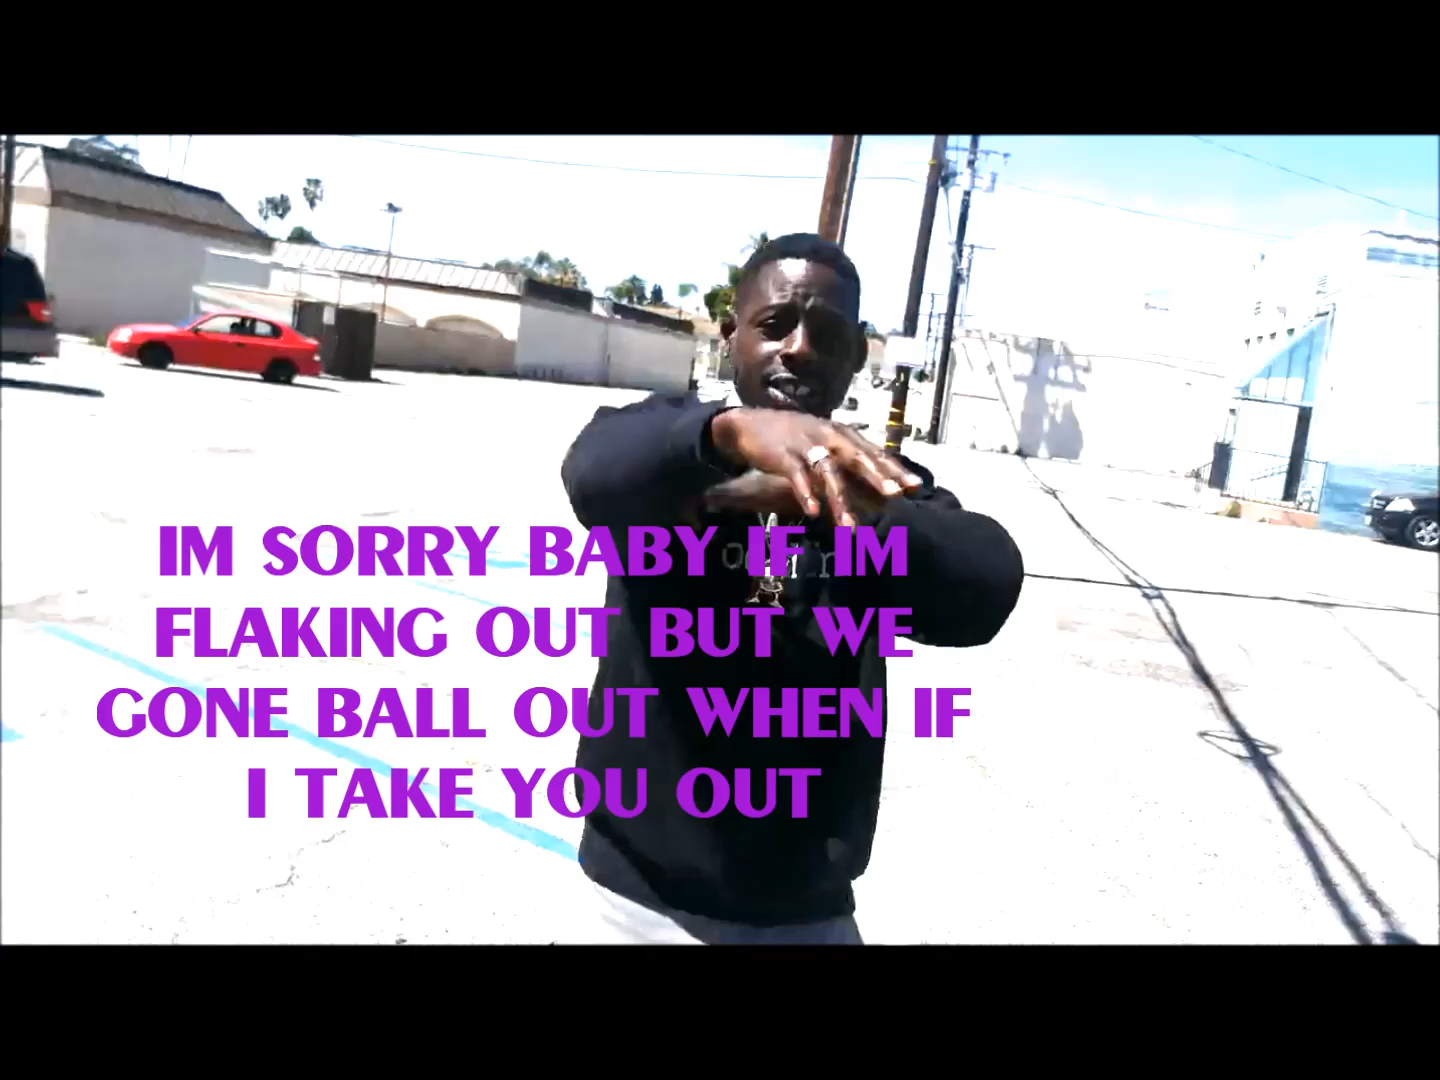 IM SORRY BABY IF IM
FLAKING OUT BUT WE
GONE BALL OUT WHEN IF
I TAKE YOU OUT